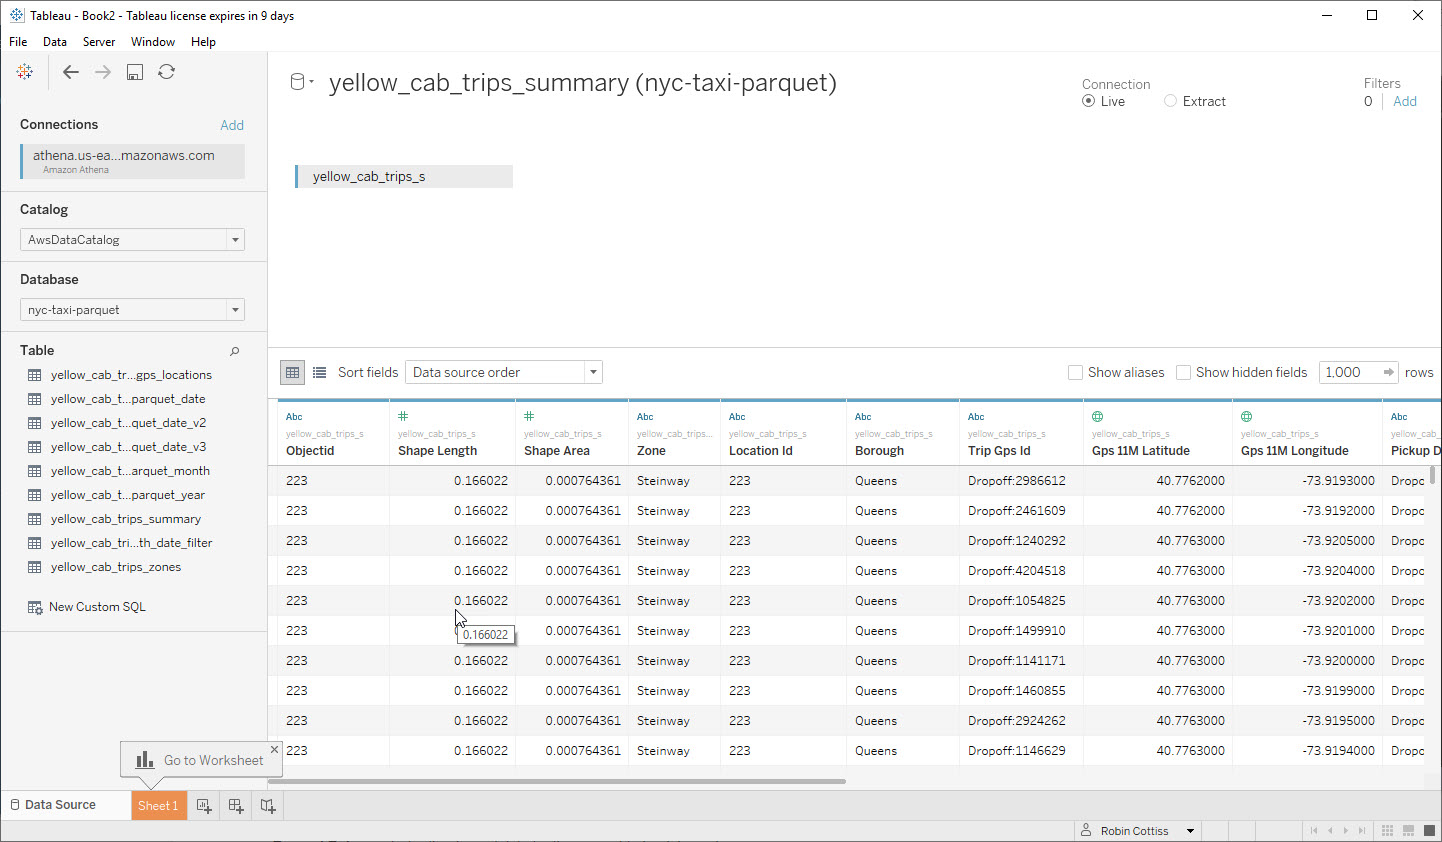 Tableau - Book2 - Tableau license expires in 9 days
File Data Server Window Help
Connections Add
athena.us-ea...mazonaws.com
Amazon Athena
Catalog
AwsDataCatalog
Database
nyc-taxi-parquet
Table
yellow_cab_tr...gps_locations
yellow_cab_t...parquet_date
yellow_cab_t...quet_date_v2
yellow_cab_t...quet_date_v3
yellow_cab_t...arquet_month
yellow_cab_t...parquet_year
yellow_cab_trips_summary
yellow_cab_tri...th_date_filter
yellow_cab_trips_zones
New Custom SQL
yellow_cab_trips_summary (nyc-taxi-parquet)
Connection
Live Extract
Filters
0 Add
yellow_cab_trips_s
Sort fields Data source order Show aliases Show hidden fields 1,000 rows
Abc # # Abc Abc Abc Abc Abc
yellow_cab_trips_s yellow_cab_trips_s yellow_cab_trips_s yellow_cab_trips... yellow_cab_trips_s yellow_cab_trips_s yellow_cab_trips_s yellow_cab_trips_s yellow_cab_trips_s yellow_cab_
Objectid Shape Length Shape Area Zone Location Id Borough Trip Gps Id Gps 11M Latitude Gps 11M Longitude Pickup D
223 0.166022 0.000764361 Steinway 223 Queens Dropoff:2986612 40.7762000 -73.9193000 Dropc
223 0.166022 0.000764361 Steinway 223 Queens Dropoff:2461609 40.7762000 -73.9192000 Dropc
223 0.166022 0.000764361 Steinway 223 Queens Dropoff:1240292 40.7763000 -73.9205000 Dropc
223 0.166022 0.000764361 Steinway 223 Queens Dropoff:4204518 40.7763000 -73.9204000 Dropc
223 0.166022 0.000764361 Steinway 223 Queens Dropoff:1054825 40.7763000 -73.9202000 Dropc
223 0.166022 0.000764361 Steinway 223 Queens Dropoff:1499910 40.7763000 -73.9201000 Dropc
223 0.166022 0.000764361 Steinway 223 Queens Dropoff:1141171 40.7763000 -73.9200000 Dropc
223 0.166022 0.000764361 Steinway 223 Queens Dropoff:1460855 40.7763000 -73.9199000 Dropc
223 0.166022 0.000764361 Steinway 223 Queens Dropoff:2924262 40.7763000 -73.9195000 Dropc
223 0.166022 0.000764361 Steinway 223 Queens Dropoff:1146629 40.7763000 -73.9194000 Dropc
Go to Worksheet
Data Source Sheet 1
Robin Cottiss